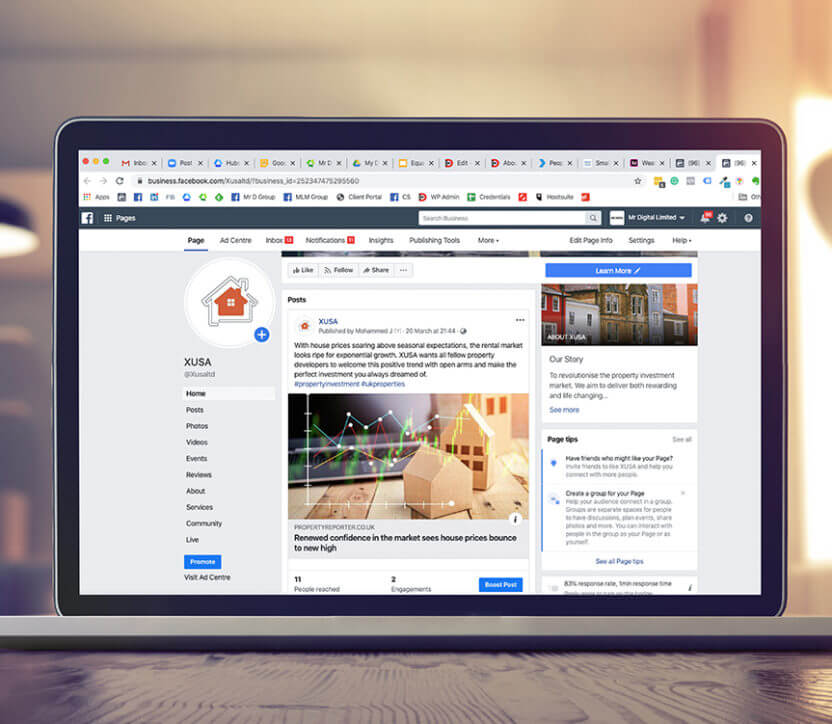 Inbo
Post
Hub
Goo
Mr D
My D
Equa
Edit
Abo
Peop
Smal
Wee
(96)
(96)
business.facebook.com/Xusaltd/?business_id=252347475295560
Apps
FIB
Mr D Group
MLM Group
Client Portal
CS
WP Admin
Credentials
Hootsuite
Oth
Pages
Search Business
Mr Digital Limited
Page Ad Centre Inbox 13 Notifications 11 Insights Publishing Tools More Edit Page Info Settings Help
Like Follow Share ...
Learn More
XUSA
@Xusaltd
Home
Posts
Photos
Videos
Events
Reviews
About
Services
Community
Live
Promote
Visit Ad Centre
Posts
XUSA
Published by Mohammed J · 20 March at 21:44 ·
With house prices soaring above seasonal expectations, the rental market
looks ripe for exponential growth. XUSA wants all fellow property
developers to welcome this positive trend with open arms and make the
perfect investment you always dreamed of.
#propertyinvestment #ukproperties
PROPERTYREPORTER.CO.UK
Renewed confidence in the market sees house prices bounce
to new high
11
People reached
2
Engagements
Boost Post
ABOUT XUSA
Our Story
To revolutionise the property investment
market. We aim to deliver both rewarding
and life changing...
See more
Page tips See all
Have friends who might like your Page?
Invite friends to like XUSA and help you
connect with more people.
Create a group for your Page
Help your audience connect in a group.
Groups are separate spaces for people
to have discussions, plan events, share
photos and more. You can interact with
people in the group as your Page or as
yourself.
See all Page tips
83% response rate, 1min response time